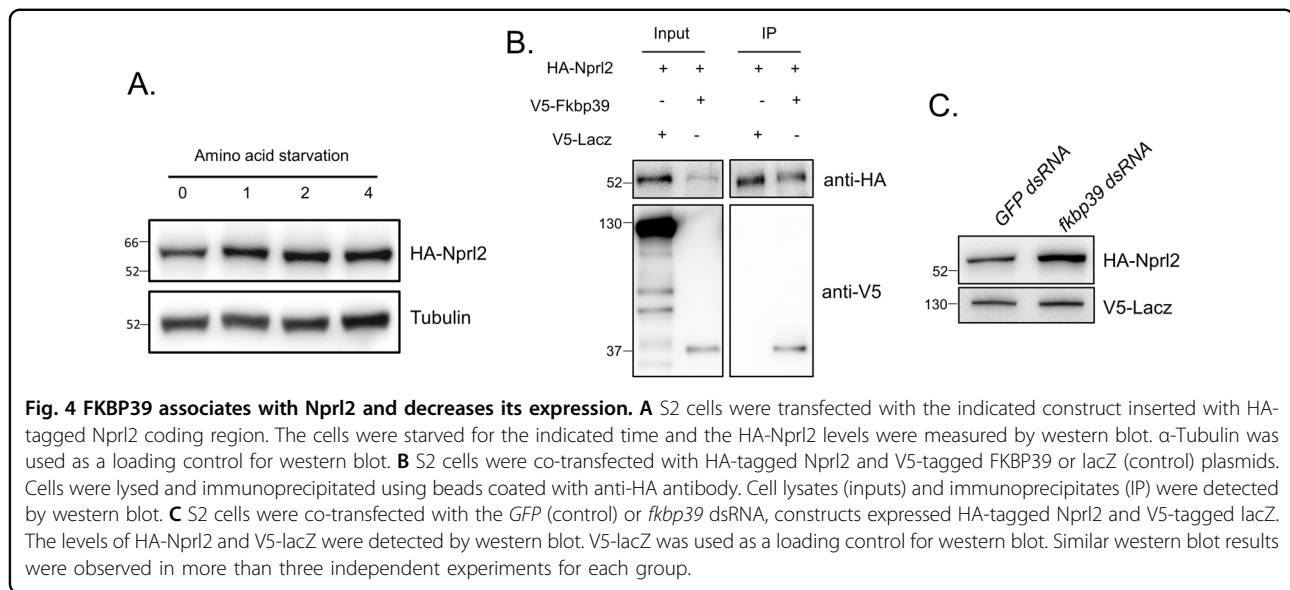 A.
Amino acid starvation
0 1 2 4
66
52
HA-Nprl2
52
Tubulin
B.
Input IP
HA-Nprl2 + + + +
V5-Fkbp39 - + - +
V5-Lacz + - + -
52
anti-HA
130
anti-V5
37
C.
GFP dsRNA
fkbp39 dsRNA
52
HA-Nprl2
130
V5-Lacz
Fig. 4 FKBP39 associates with Nprl2 and decreases its expression. A S2 cells were transfected with the indicated construct inserted with HA-
tagged Nprl2 coding region. The cells were starved for the indicated time and the HA-Nprl2 levels were measured by western blot. α-Tubulin was
used as a loading control for western blot. B S2 cells were co-transfected with HA-tagged Nprl2 and V5-tagged FKBP39 or lacZ (control) plasmids.
Cells were lysed and immunoprecipitated using beads coated with anti-HA antibody. Cell lysates (inputs) and immunoprecipitates (IP) were detected
by western blot. C S2 cells were co-transfected with the GFP (control) or fkbp39 dsRNA, constructs expressed HA-tagged Nprl2 and V5-tagged lacZ.
The levels of HA-Nprl2 and V5-lacZ were detected by western blot. V5-lacZ was used as a loading control for western blot. Similar western blot results
were observed in more than three independent experiments for each group.